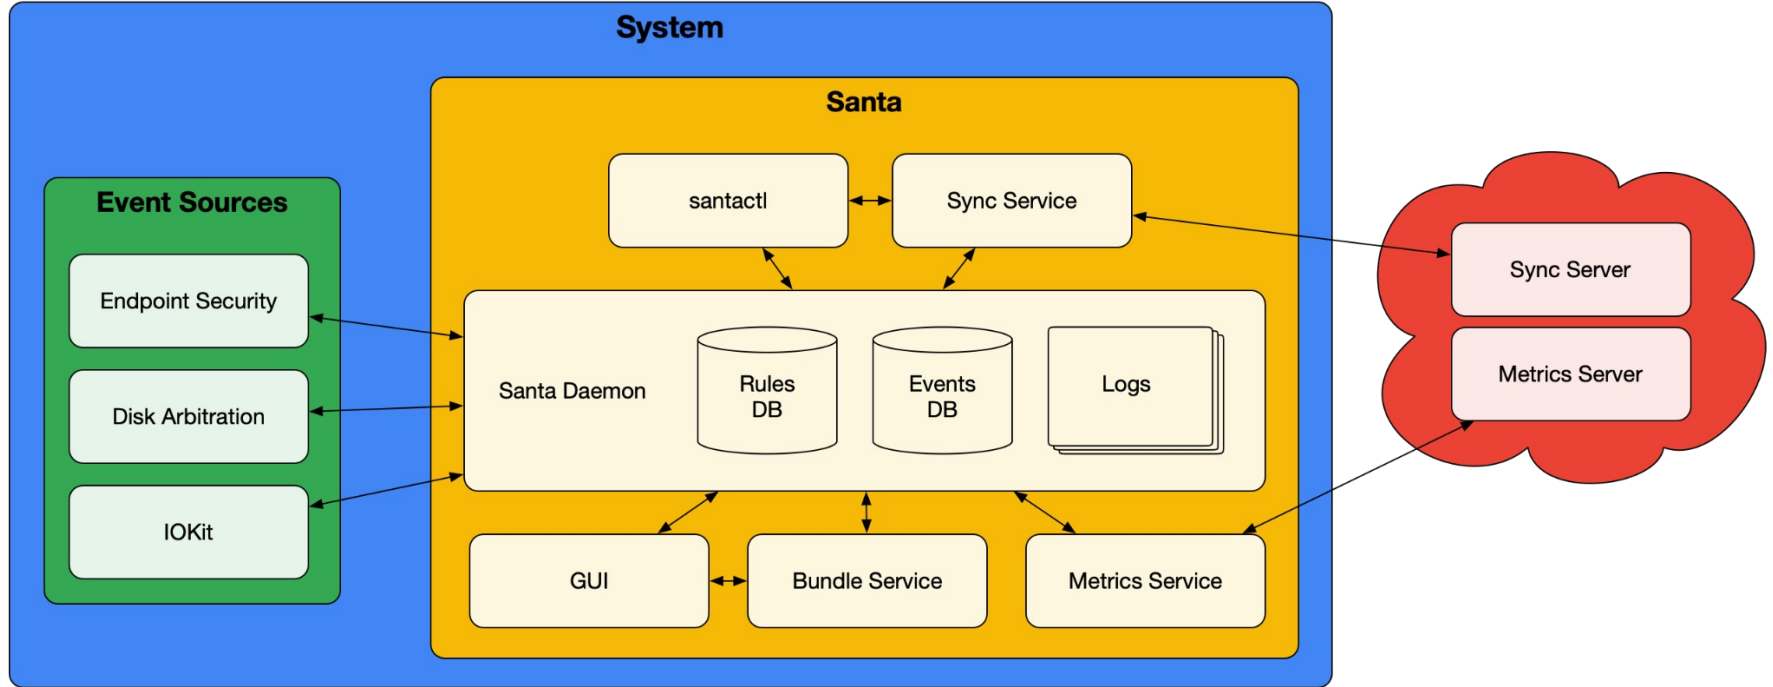 System
Santa
Event Sources
santactl
Sync Service
Endpoint Security
Disk Arbitration
IOKit
Santa Daemon
Rules
DB
Events
DB
Logs
GUI
Bundle Service
Metrics Service
Sync Server
Metrics Server